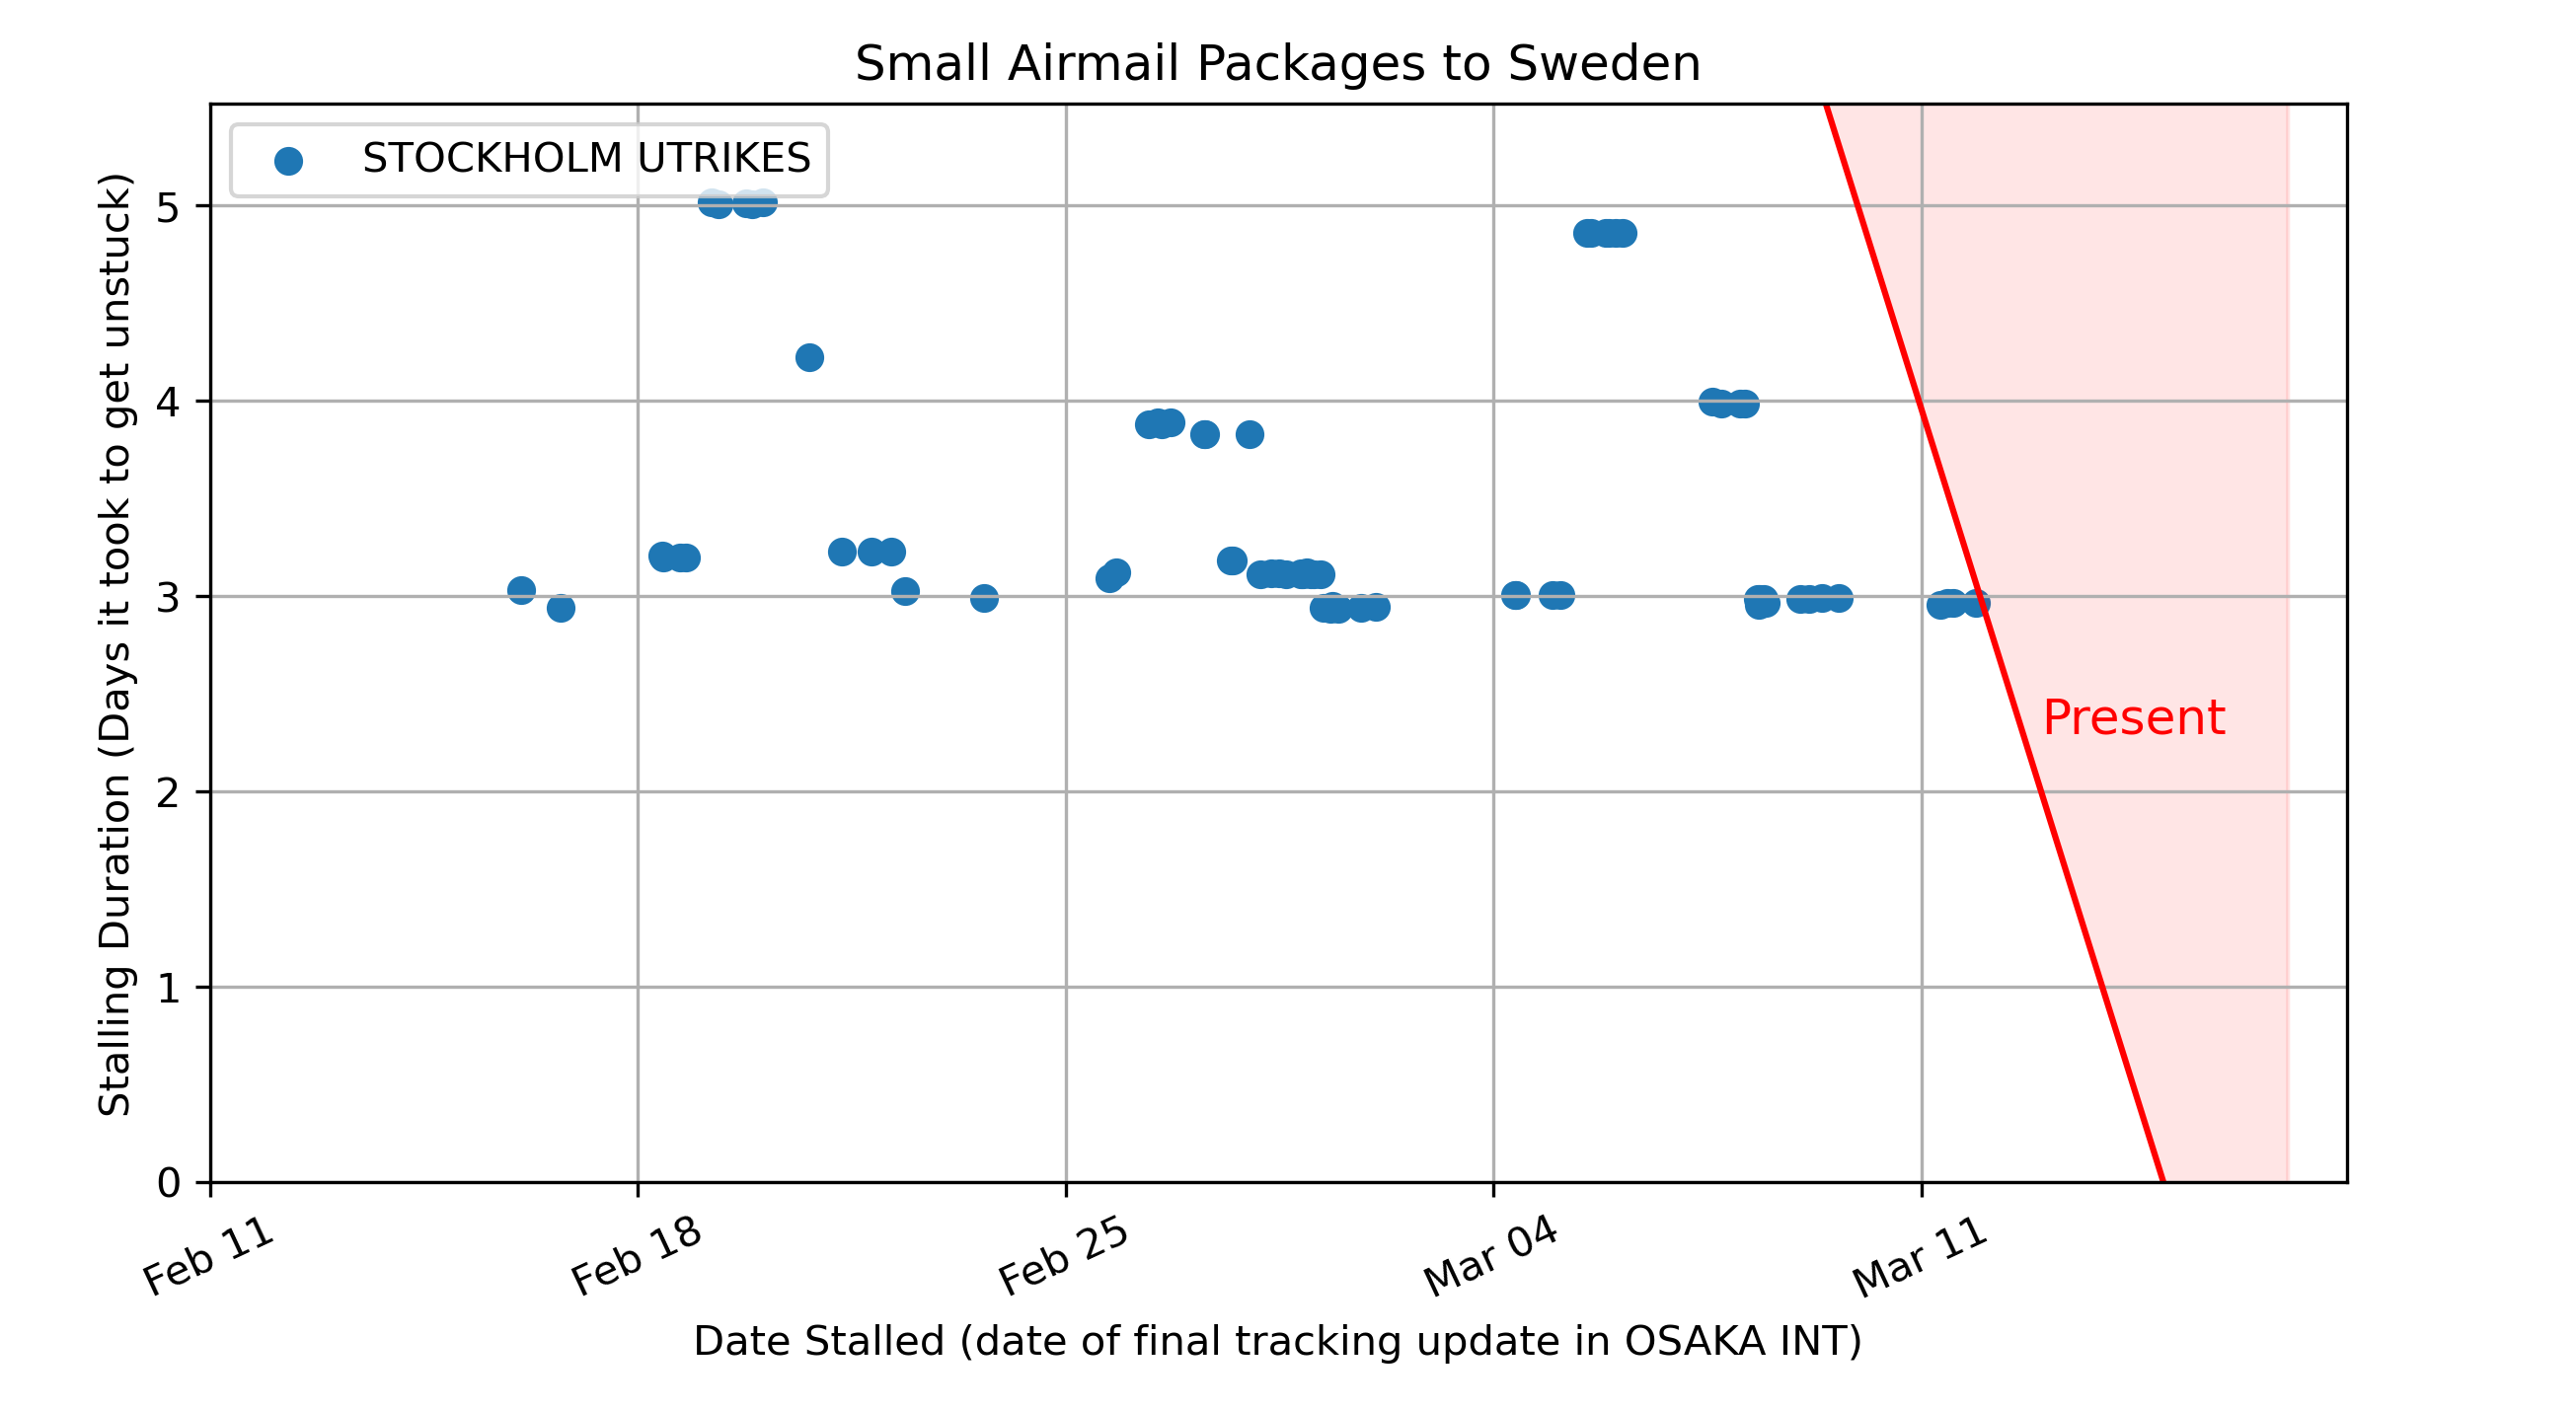 Small Airmail Packages to Sweden
STOCKHOLM UTRIKES
Stalling Duration (Days it took to get unstuck)
5
4
3
2
1
0
Present
Feb 11
Feb 18
Feb 25
Mar 04
Mar 11
Date Stalled (date of final tracking update in OSAKA INT)